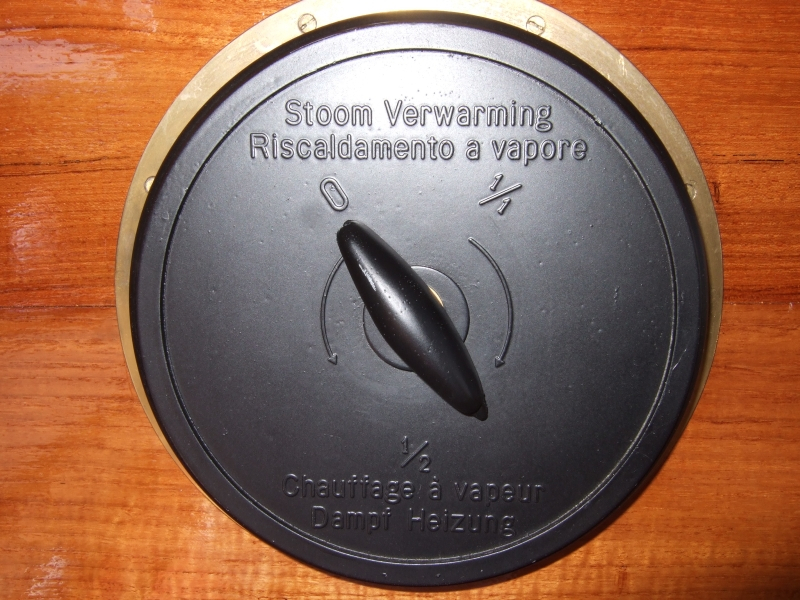 Stoom Verwarming
Riscaldamento a vapore
0 1/1
1/2
Chauffage à vapeur
Dampf Heizung